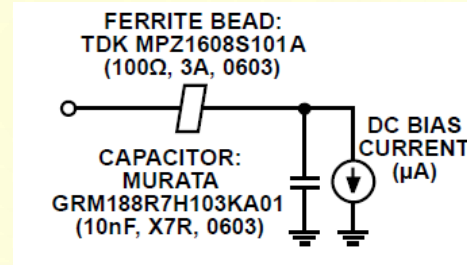 FERRITE BEAD:
TDK MPZ1608S101A
(100Ω, 3A, 0603)
DC BIAS
CURRENT
(µA)
CAPACITOR:
MURATA
GRM188R7H103KA01
(10nF, X7R, 0603)